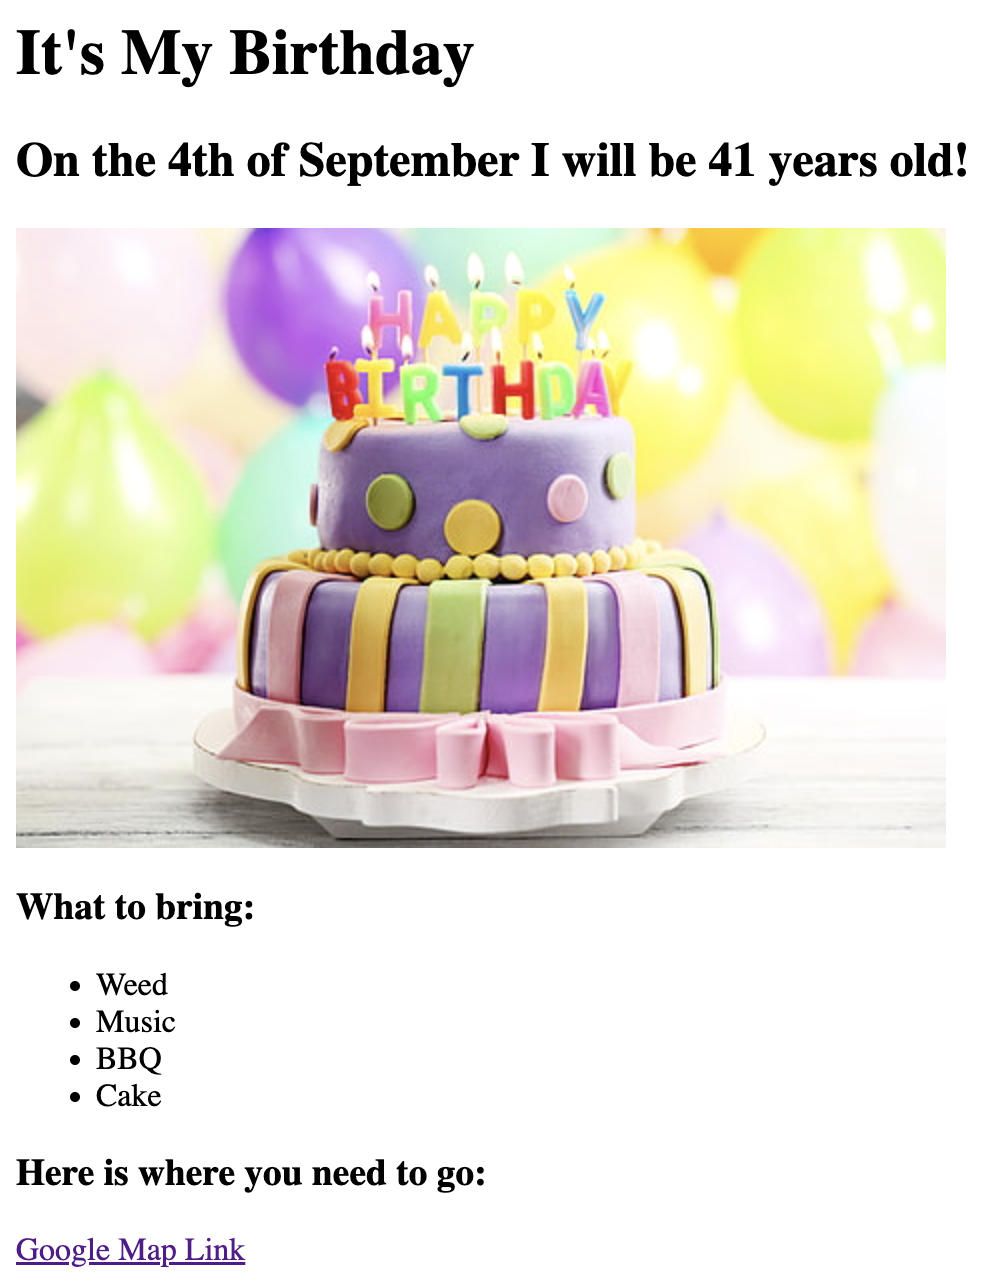 It's My Birthday
On the 4th of September I will be 41 years old!
HAPPY
BIRTHDAY
What to bring:
Weed
Music
BBQ
Cake
Here is where you need to go:
Google Map Link